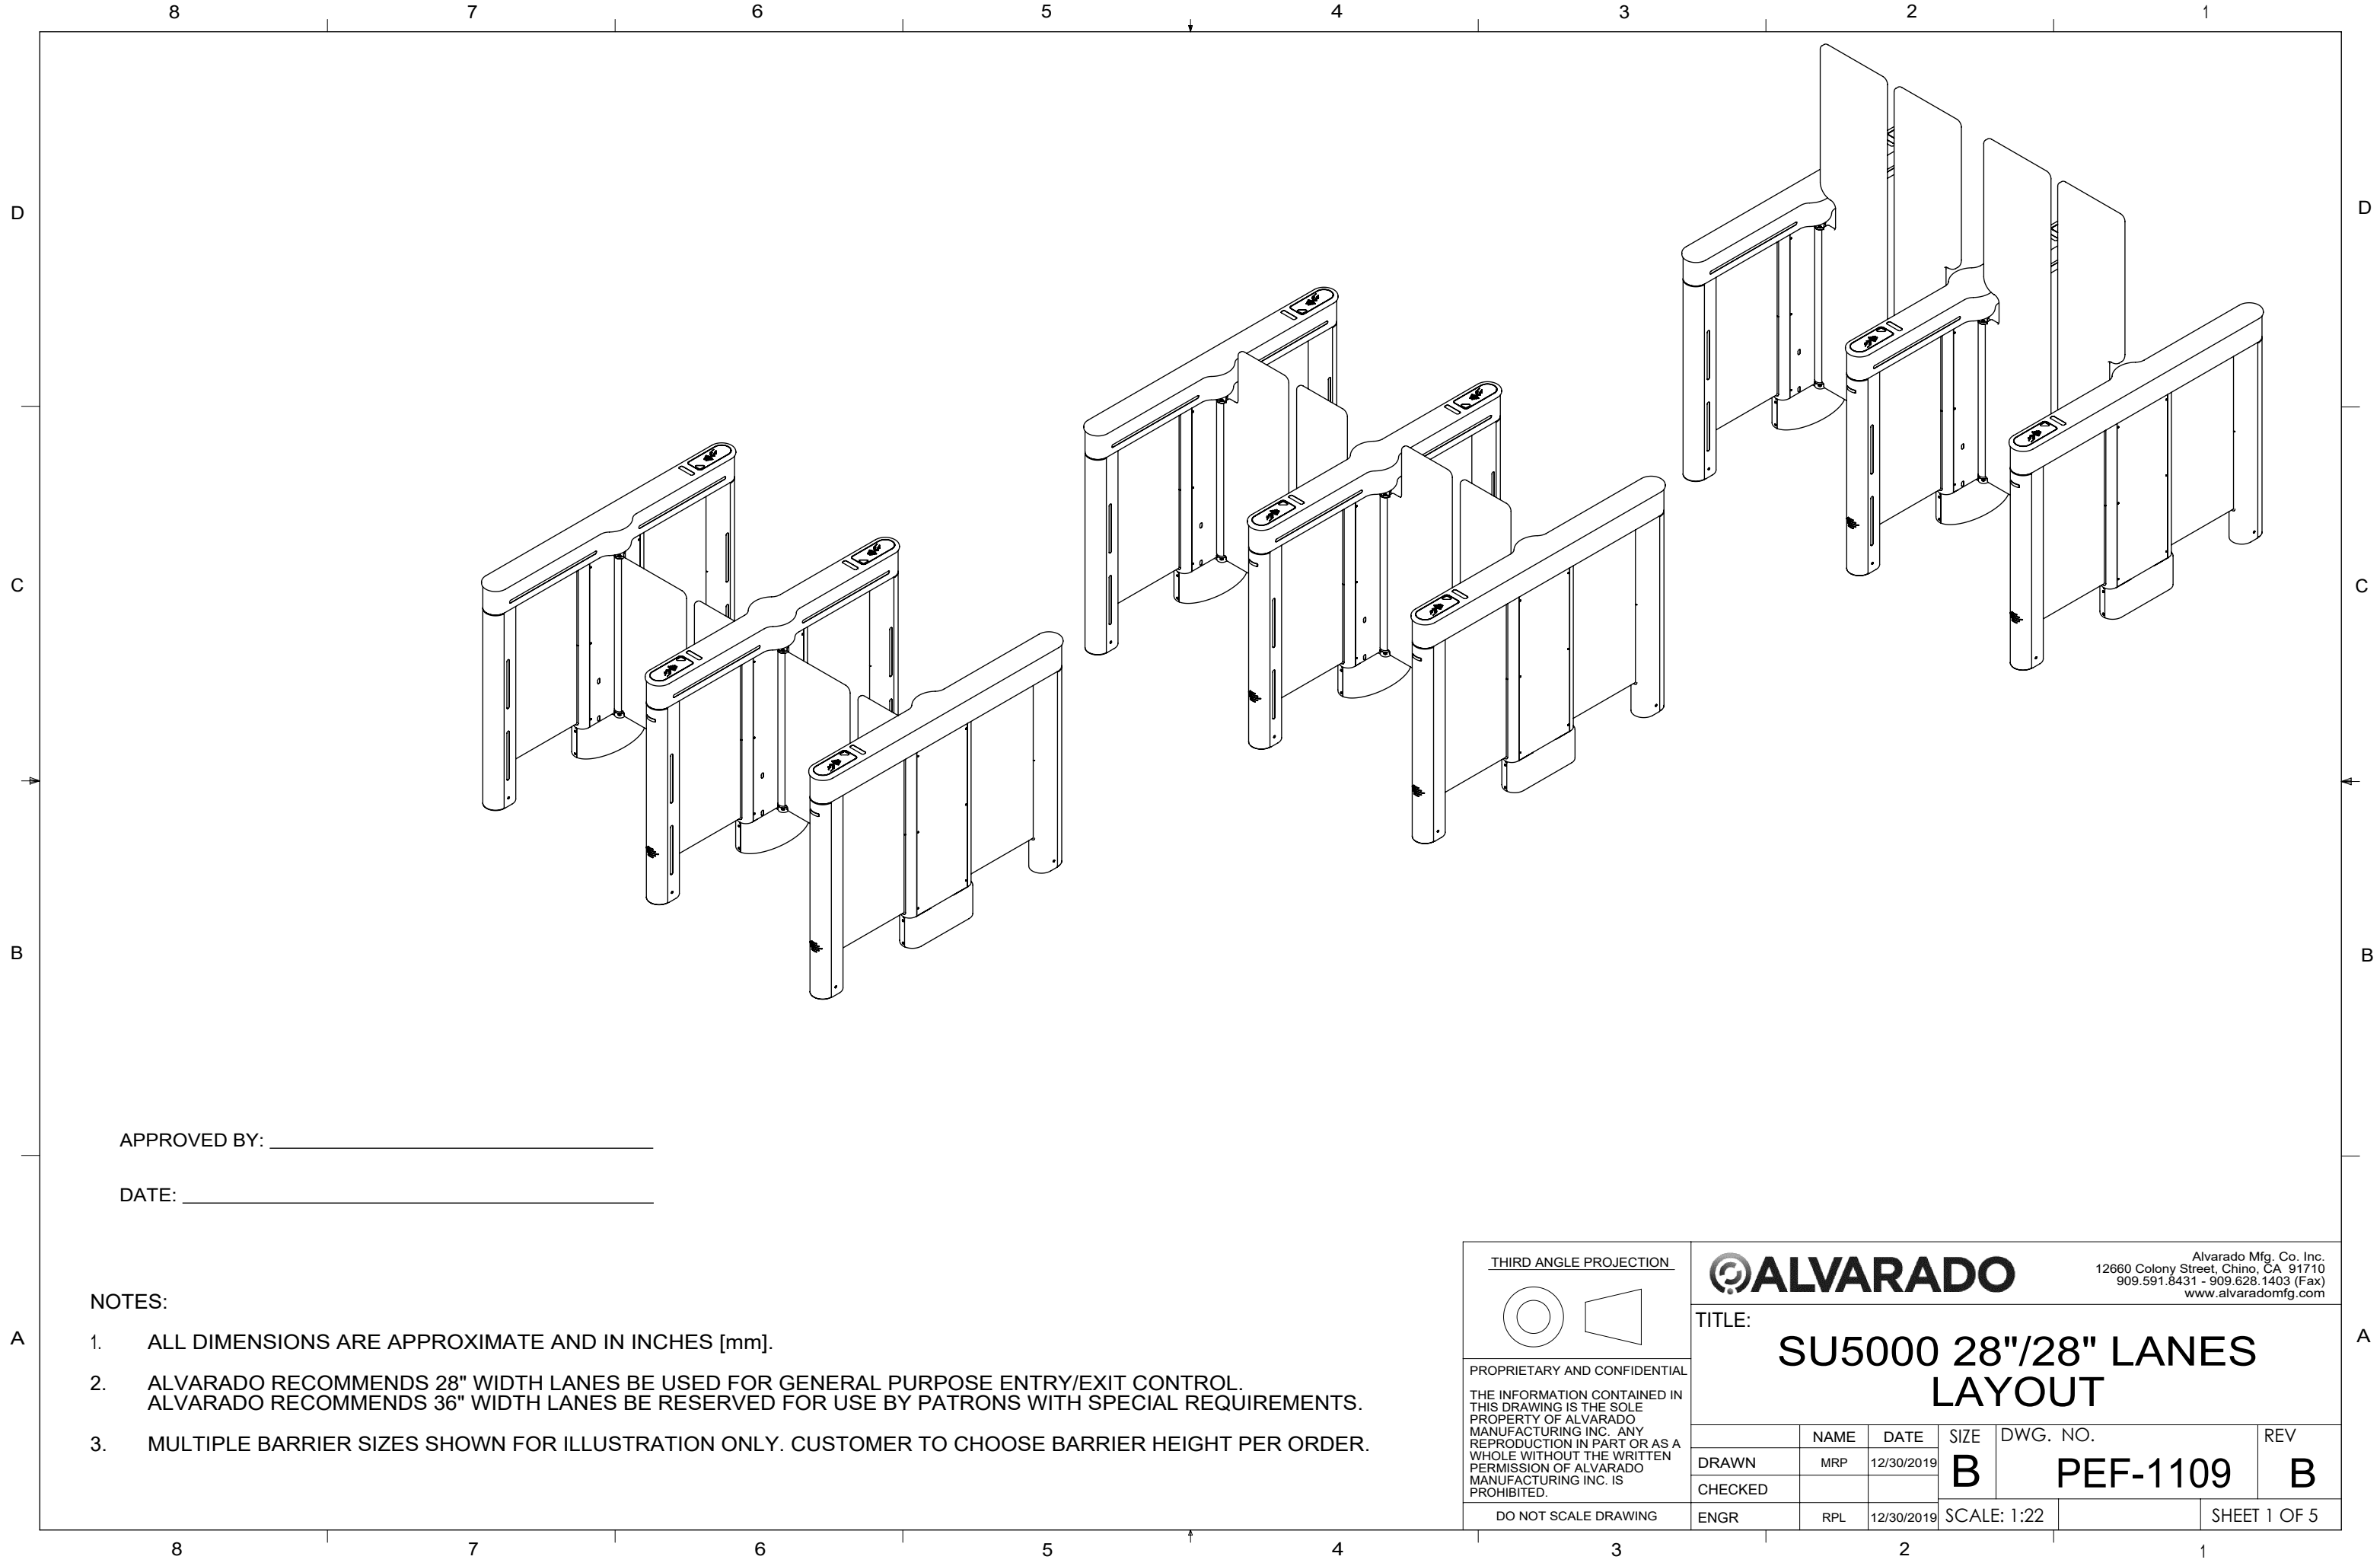 8 7 6 5 4 3 2 1
D D
C C
B B
APPROVED BY:
DATE:
NOTES:
A A
1. ALL DIMENSIONS ARE APPROXIMATE AND IN INCHES [mm].
2. ALVARADO RECOMMENDS 28" WIDTH LANES BE USED FOR GENERAL PURPOSE ENTRY/EXIT CONTROL.
ALVARADO RECOMMENDS 36" WIDTH LANES BE RESERVED FOR USE BY PATRONS WITH SPECIAL REQUIREMENTS.
3. MULTIPLE BARRIER SIZES SHOWN FOR ILLUSTRATION ONLY. CUSTOMER TO CHOOSE BARRIER HEIGHT PER ORDER.
THIRD ANGLE PROJECTION
PROPRIETARY AND CONFIDENTIAL
THE INFORMATION CONTAINED IN
THIS DRAWING IS THE SOLE
PROPERTY OF ALVARADO
MANUFACTURING INC. ANY
REPRODUCTION IN PART OR AS A
WHOLE WITHOUT THE WRITTEN
PERMISSION OF ALVARADO
MANUFACTURING INC. IS
PROHIBITED.
DO NOT SCALE DRAWING
ALVARADO
Alvarado Mfg. Co. Inc.
12660 Colony Street, Chino, CA 91710
909.591.8431 - 909.628.1403 (Fax)
www.alvaradomfg.com
TITLE:
SU5000 28"/28" LANES
LAYOUT
NAME DATE
DRAWN MRP 12/30/2019
CHECKED
ENGR RPL 12/30/2019
SIZE
B
DWG. NO.
PEF-1109
REV
B
SCALE: 1:22
SHEET 1 OF 5
8 7 6 5 4 3 2 1